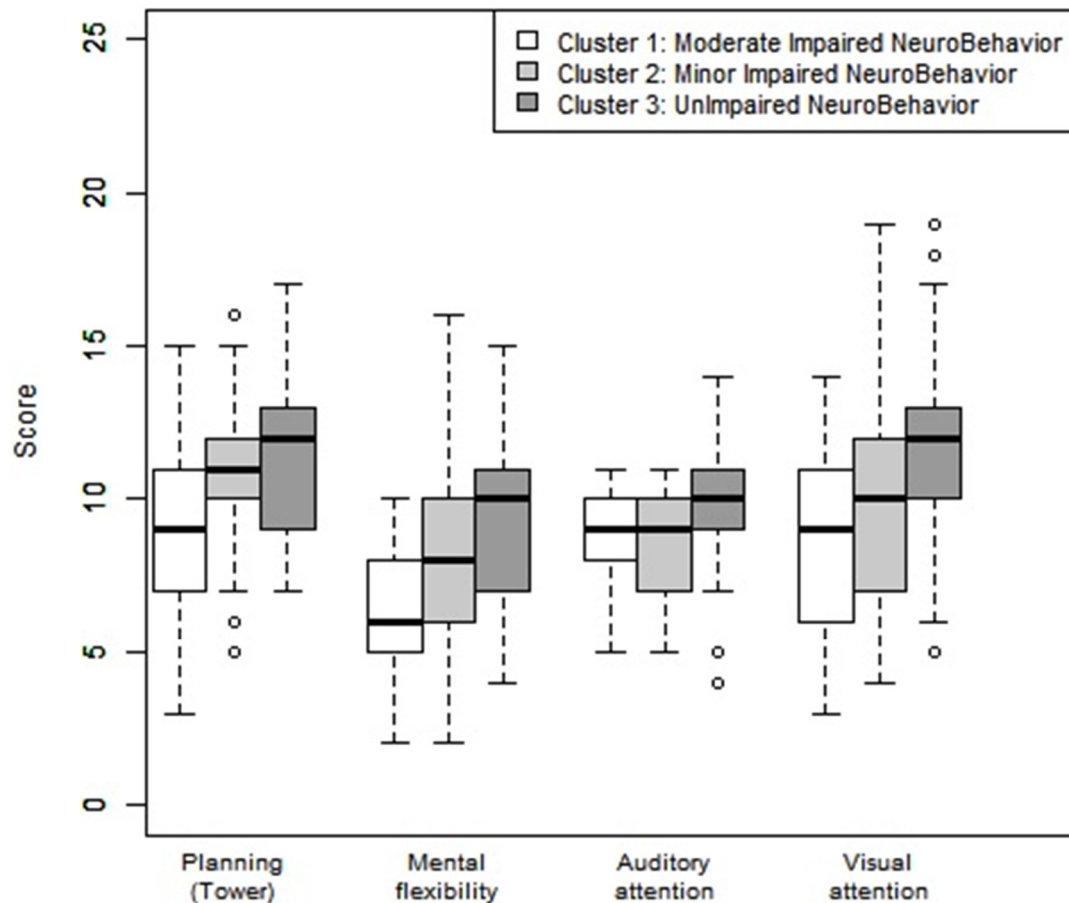 Cluster 1: Moderate Impaired NeuroBehavior
Cluster 2: Minor Impaired NeuroBehavior
Cluster 3: UnImpaired NeuroBehavior
Score
25
20
15
10
5
0
Planning
(Tower)
Mental
flexibility
Auditory
attention
Visual
attention